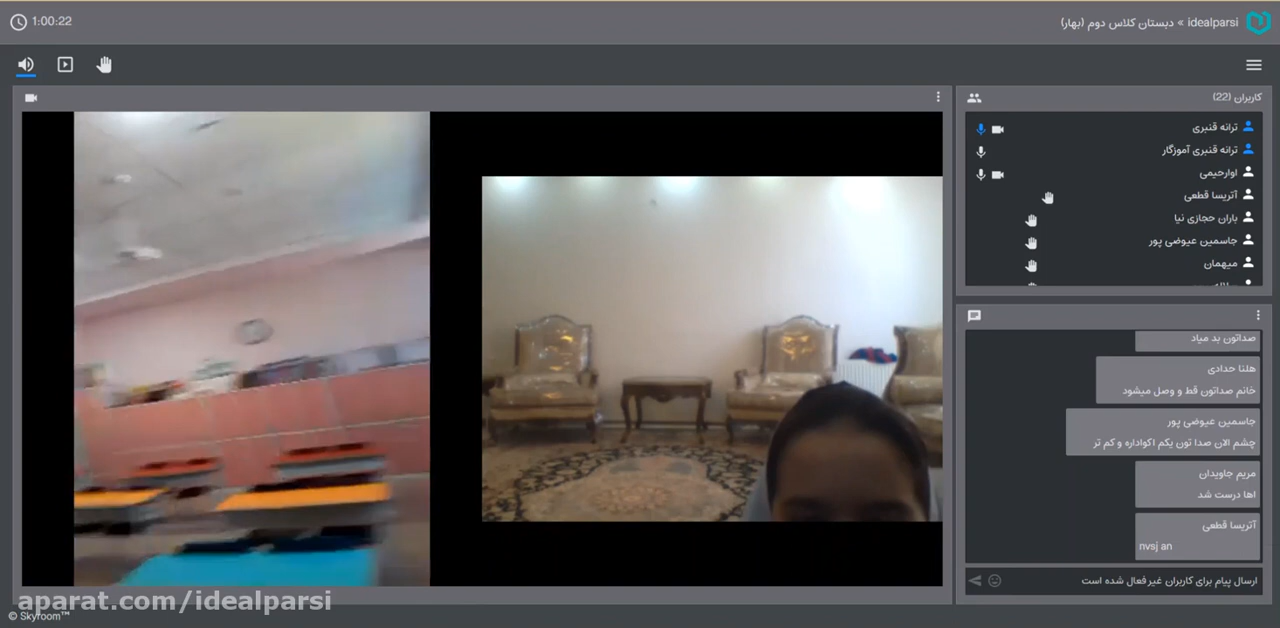 1:00:22
idealparsi » دبستان کلاس دوم (بهار)
کاربران (22)
ترانه قنبری
ترانه قنبری آموزگار
اوارحیمی
آتریسا قطعی
باران حجازی نیا
جاسمین عیوضی پور
میهمان
صداتون بد میاد
هلنا حدادی
خانم صداتون قط و وصل میشود
جاسمین عیوضی پور
چشم الان صدا تون یکم اکواداره و کم تر
مریم جاویدان
اها درست شد
آتریسا قطعی
nvsj an
ارسال پیام برای کاربران غیر فعال شده است
aparat.com/idealparsi
© Skyroom™